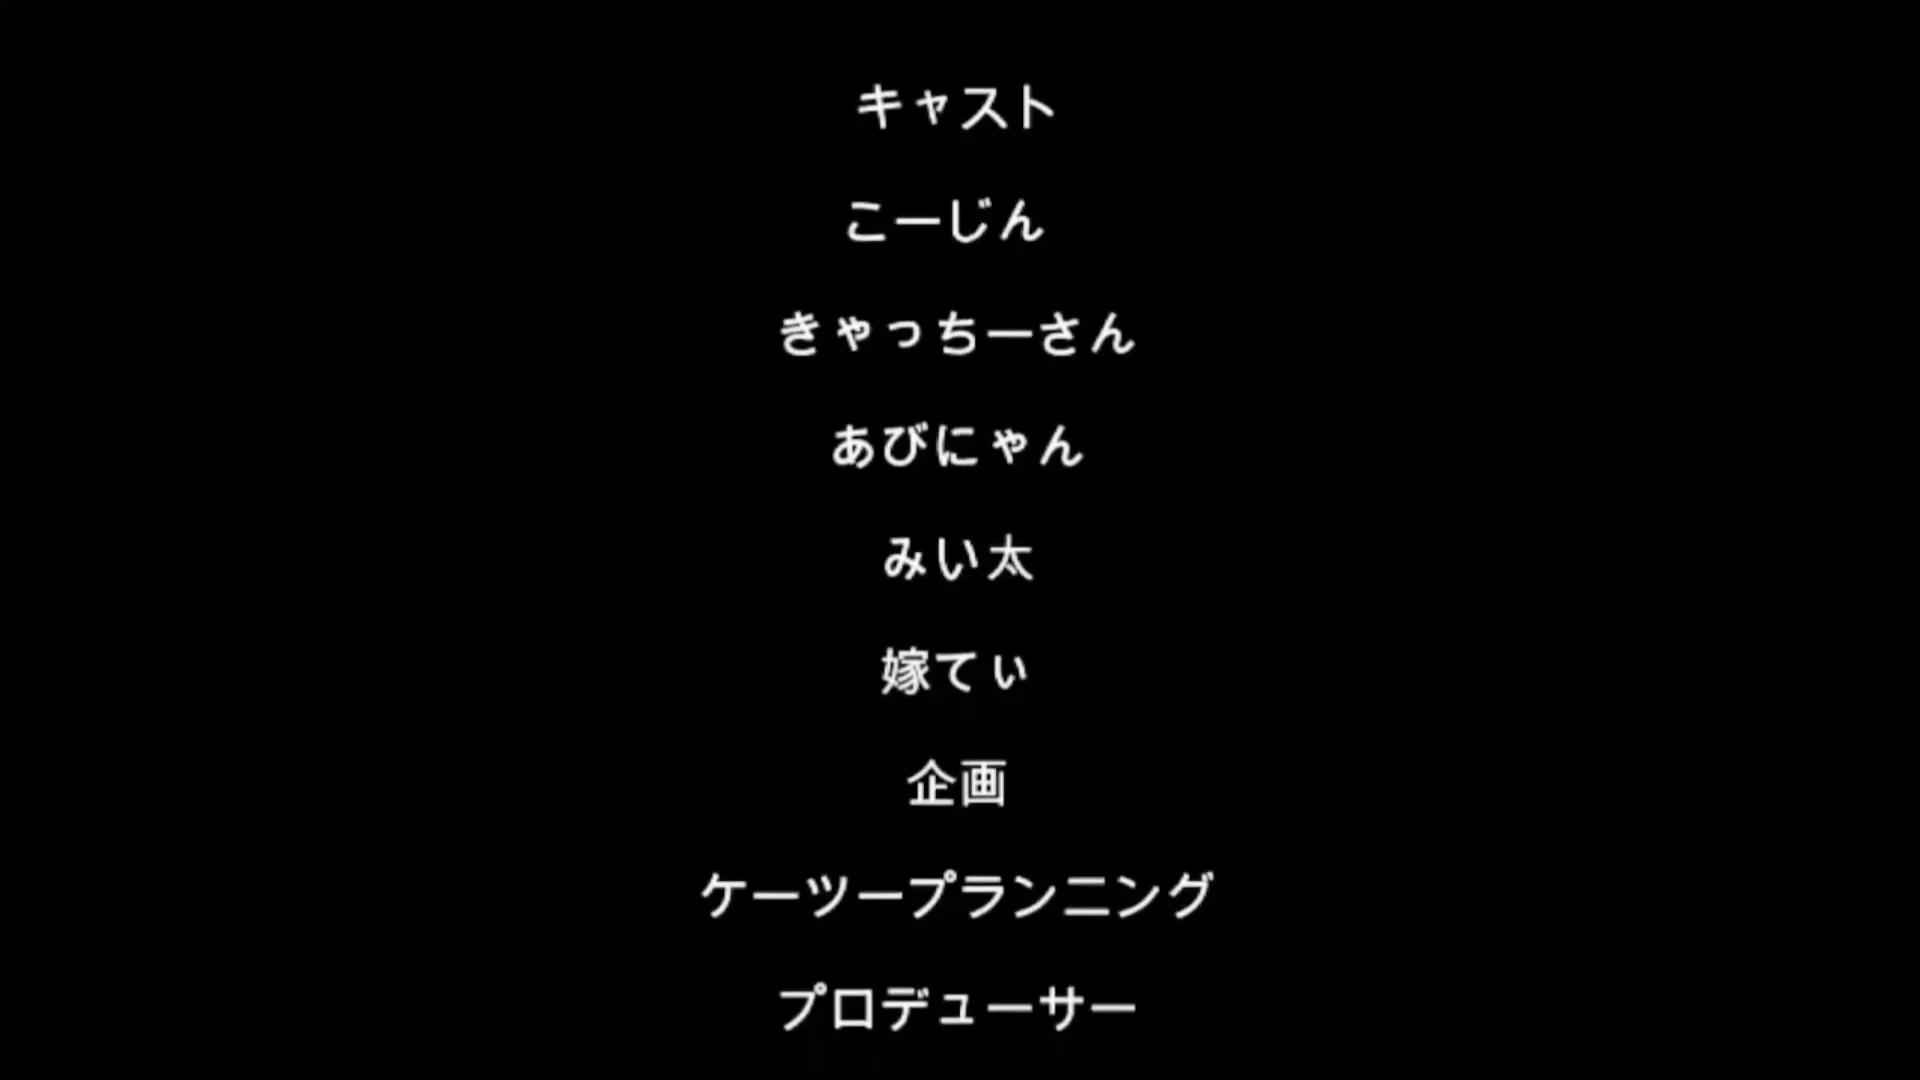 キャスト
こーじん
きゃっちーさん
あびにゃん
みい太
嫁てぃ
企画
ケーツープランニング
プロデューサー